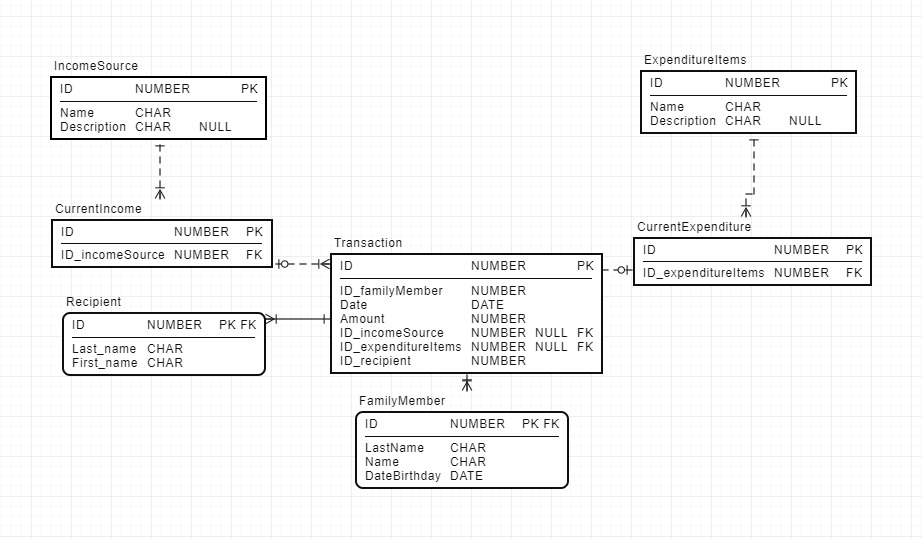 IncomeSource
ID NUMBER PK
Name CHAR
Description CHAR NULL
ExpenditureItems
ID NUMBER PK
Name CHAR
Description CHAR NULL
CurrentIncome
ID NUMBER PK
ID_incomeSource NUMBER FK
CurrentExpenditure
ID NUMBER PK
ID_expenditureItems NUMBER FK
Transaction
ID NUMBER PK
ID_familyMember NUMBER
Date DATE
Amount NUMBER
ID_incomeSource NUMBER NULL FK
ID_expenditureItems NUMBER NULL FK
ID_recipient NUMBER
Recipient
ID NUMBER PK FK
Last_name CHAR
First_name CHAR
FamilyMember
ID NUMBER PK FK
LastName CHAR
Name CHAR
DateBirthday DATE